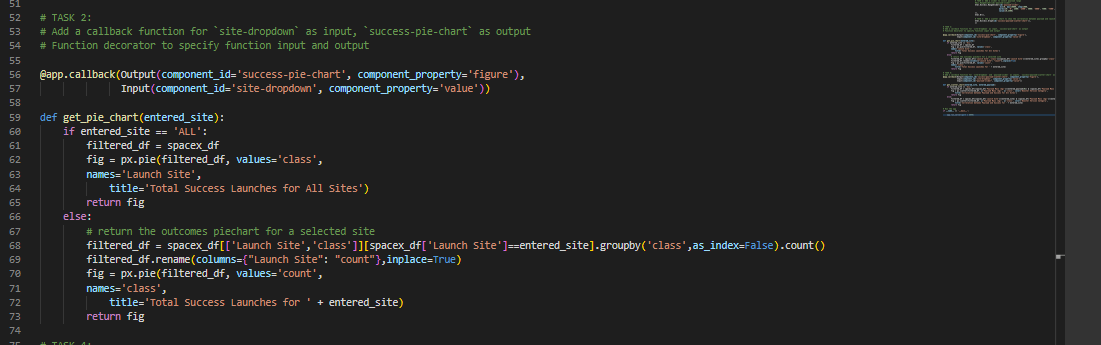 51
52 # TASK 2:
53 # Add a callback function for `site-dropdown` as input, `success-pie-chart` as output
54 # Function decorator to specify function input and output
55
56 @app.callback(Output(component_id='success-pie-chart', component_property='figure'),
57 Input(component_id='site-dropdown', component_property='value'))
58
59 def get_pie_chart(entered_site):
60 if entered_site == 'ALL':
61 filtered_df = spacex_df
62 fig = px.pie(filtered_df, values='class',
63 names='Launch Site',
64 title='Total Success Launches for All Sites')
65 return fig
66 else:
67 # return the outcomes piechart for a selected site
68 filtered_df = spacex_df[['Launch Site','class']][spacex_df['Launch Site']==entered_site].groupby('class',as_index=False).count()
69 filtered_df.rename(columns={"Launch Site": "count"},inplace=True)
70 fig = px.pie(filtered_df, values='count',
71 names='class',
72 title='Total Success Launches for ' + entered_site)
73 return fig
74
75 # TASK 4: